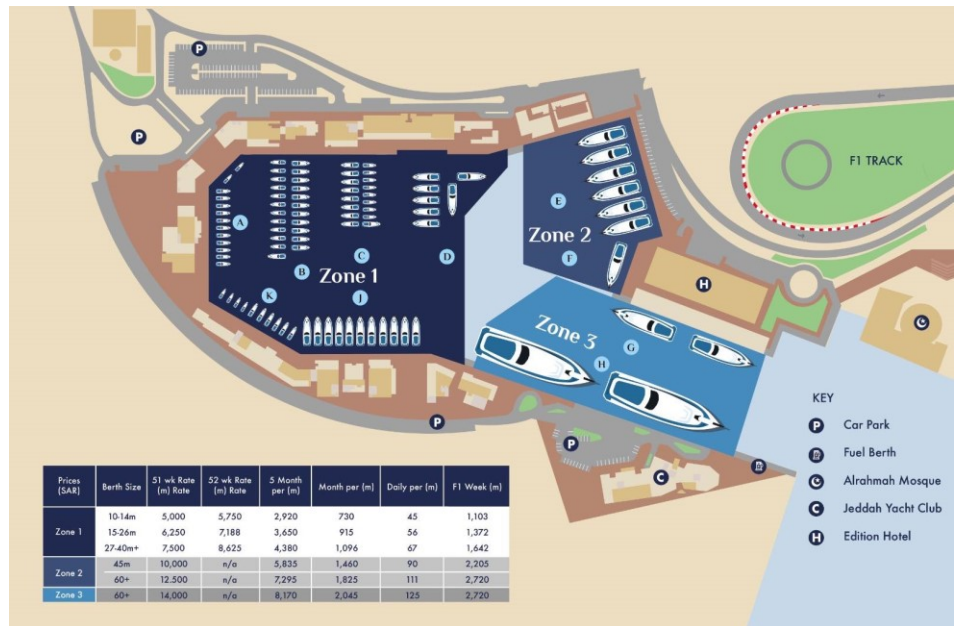 P
P
F1 TRACK
E
Zone 2
F
A
B
C
D
Zone 1
K
J
Zone 3
G
H
H
P
P
C
KEY
P Car Park
Fuel Berth
Alrahmah Mosque
C Jeddah Yacht Club
H Edition Hotel
Prices (SAR) Berth Size 51 wk Rate (m) Rate 52 wk Rate (m) Rate 5 Month per (m) Month per (m) Daily per (m) F1 Week (m)
Zone 1 10-14m 5,000 5,750 2,920 730 45 1,103
15-26m 6,250 7,188 3,650 915 56 1,372
27-40m+ 7,500 8,625 4,380 1,096 67 1,642
Zone 2 45m 10,000 n/a 5,835 1,460 90 2,205
60+ 12.500 n/a 7,295 1,825 111 2,720
Zone 3 60+ 14,000 n/a 8,170 2,045 125 2,720